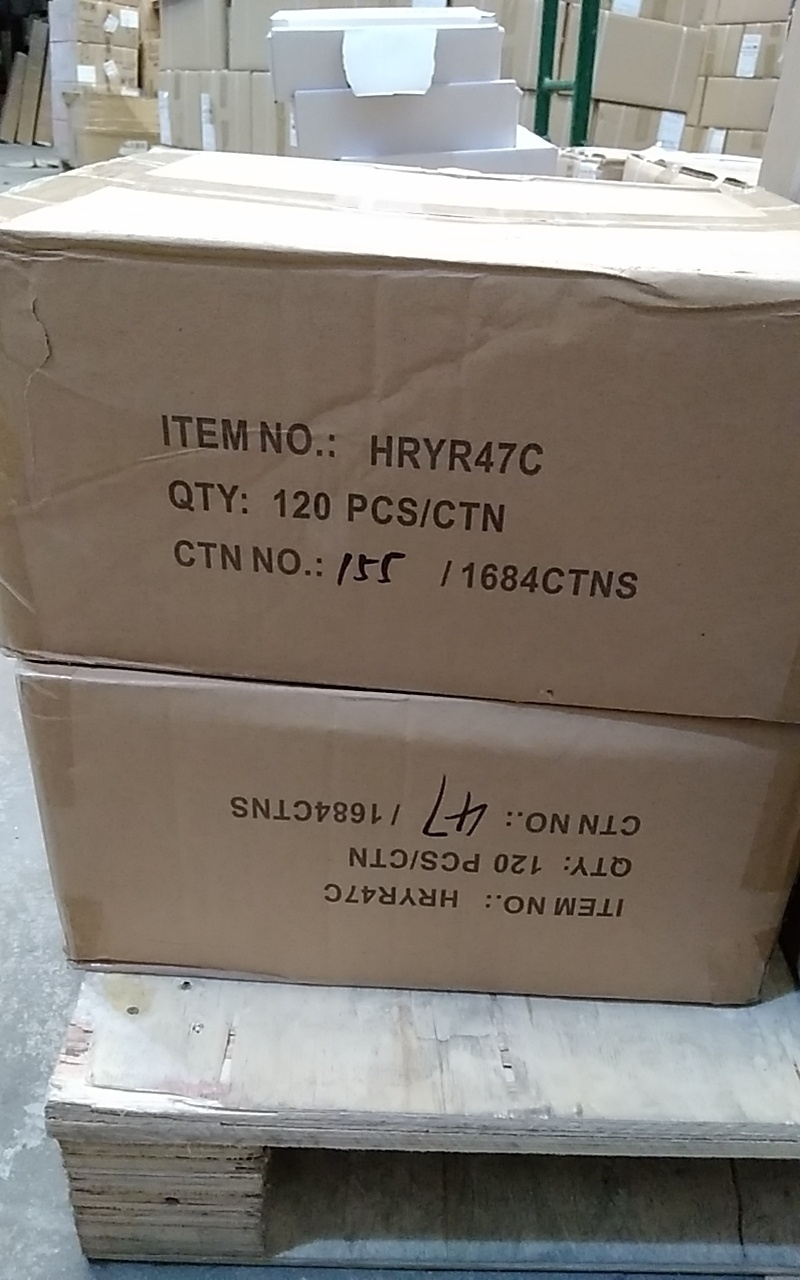 ITEM NO.: HRYR47C
QTY: 120 PCS/CTN
CTN NO.: 155 / 1684CTNS
ITEM NO.: HRYR47C
QTY: 120 PCS/CTN
CTN NO.: 47 / 1684CTNS